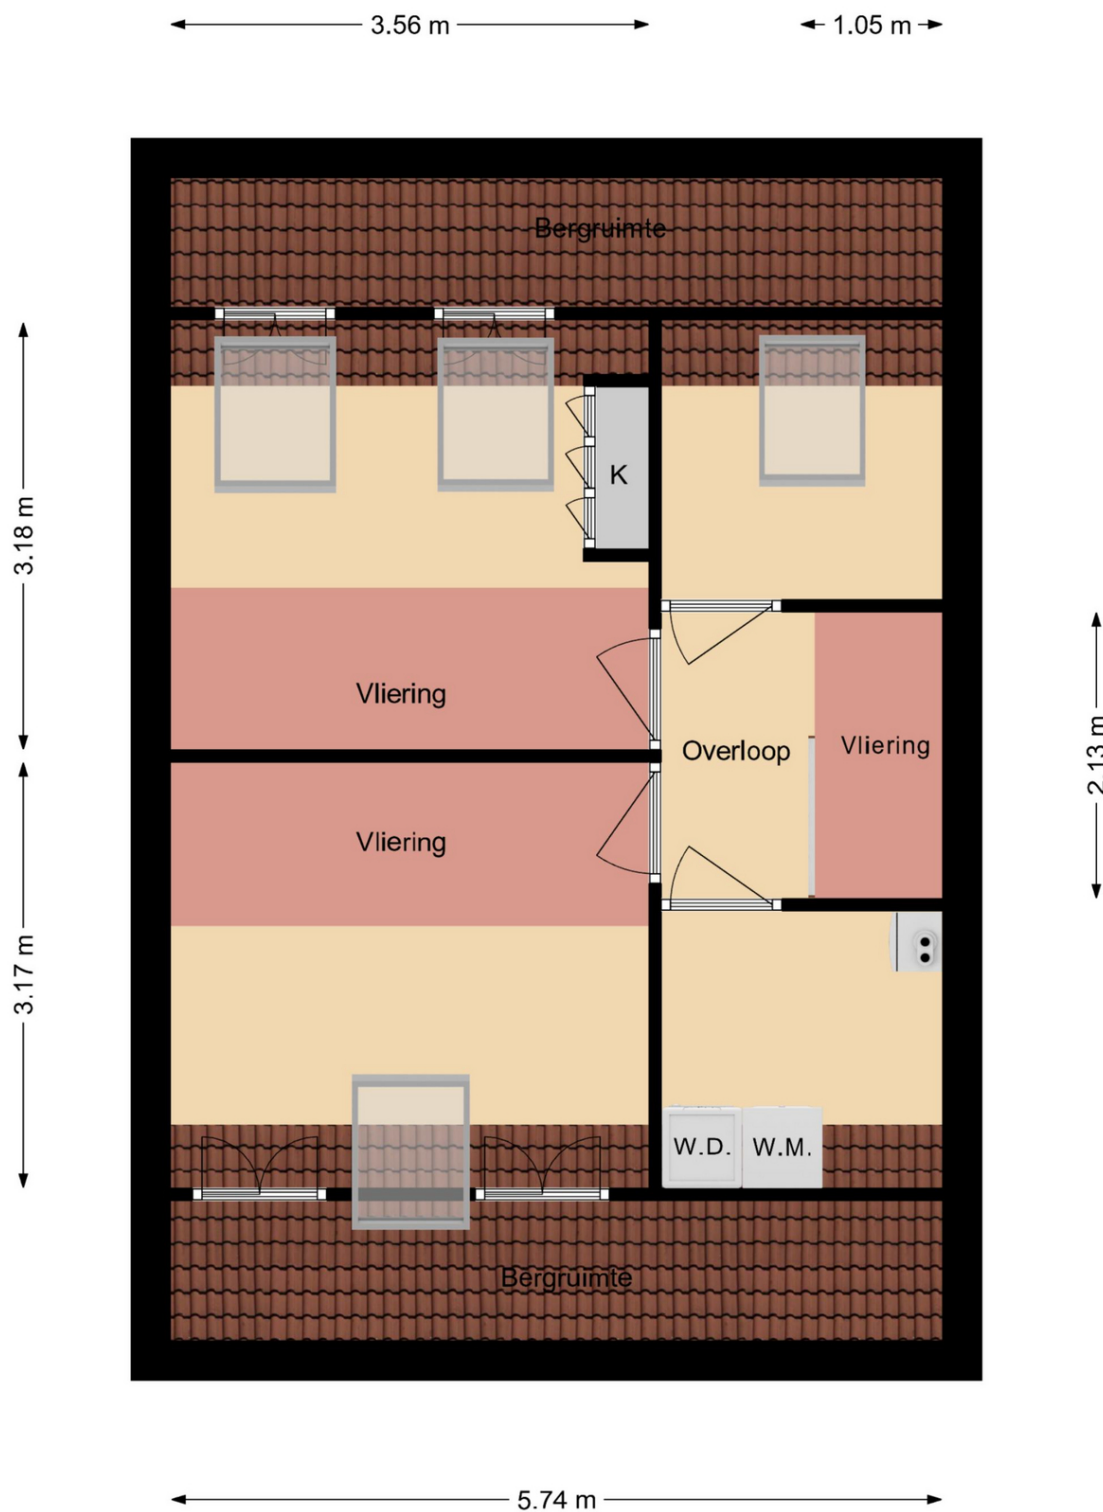 3.56 m
1.05 m
Bergruimte
K
3.18 m
Vliering
Overloop
Vliering
2.13 m
Vliering
3.17 m
W.D.
W.M.
Bergruimte
5.74 m